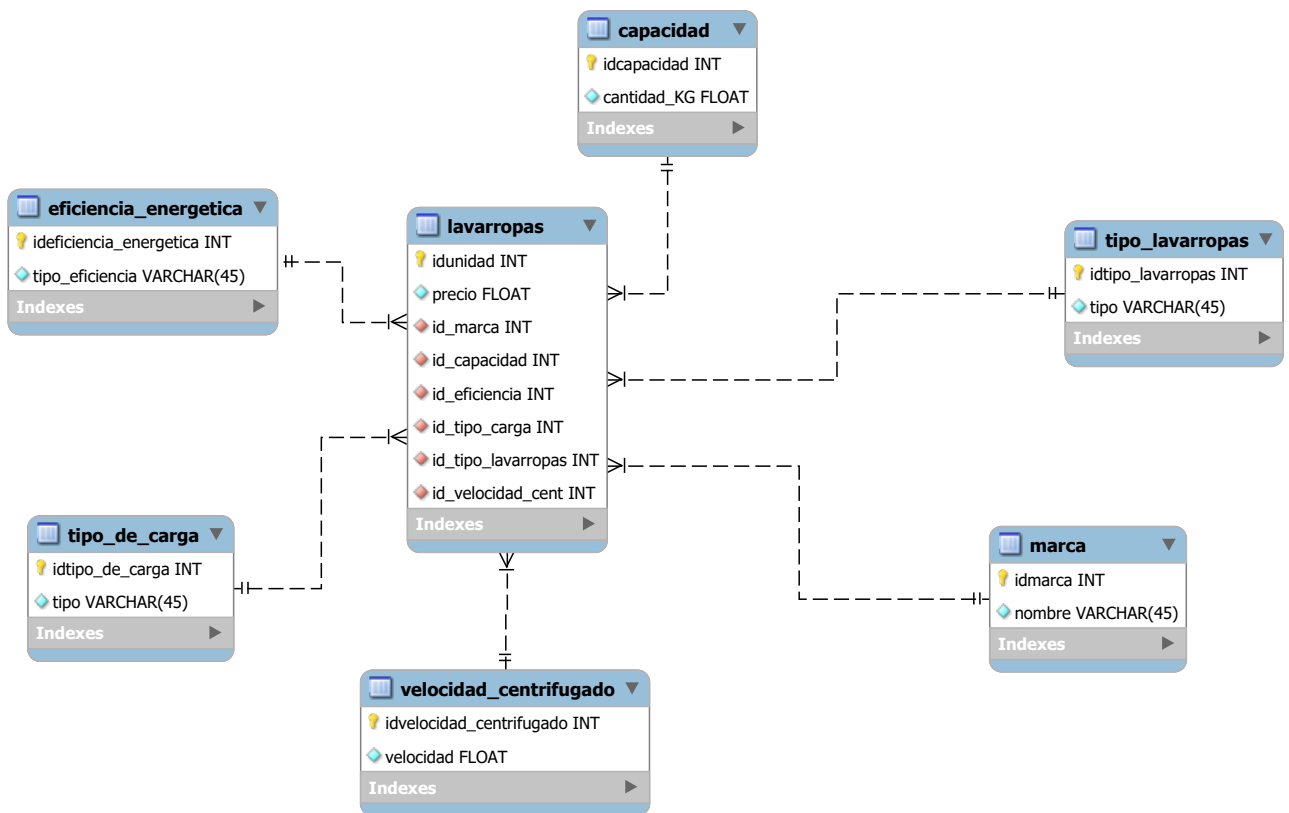 capacidad
idcapacidad INT
cantidad_KG FLOAT
Indexes
eficiencia_energetica
ideficiencia_energetica INT
tipo_eficiencia VARCHAR(45)
Indexes
lavarropas
idunidad INT
precio FLOAT
id_marca INT
id_capacidad INT
id_eficiencia INT
id_tipo_carga INT
id_tipo_lavarropas INT
id_velocidad_cent INT
Indexes
tipo_lavarropas
idtipo_lavarropas INT
tipo VARCHAR(45)
Indexes
tipo_de_carga
idtipo_de_carga INT
tipo VARCHAR(45)
Indexes
marca
idmarca INT
nombre VARCHAR(45)
Indexes
velocidad_centrifugado
idvelocidad_centrifugado INT
velocidad FLOAT
Indexes